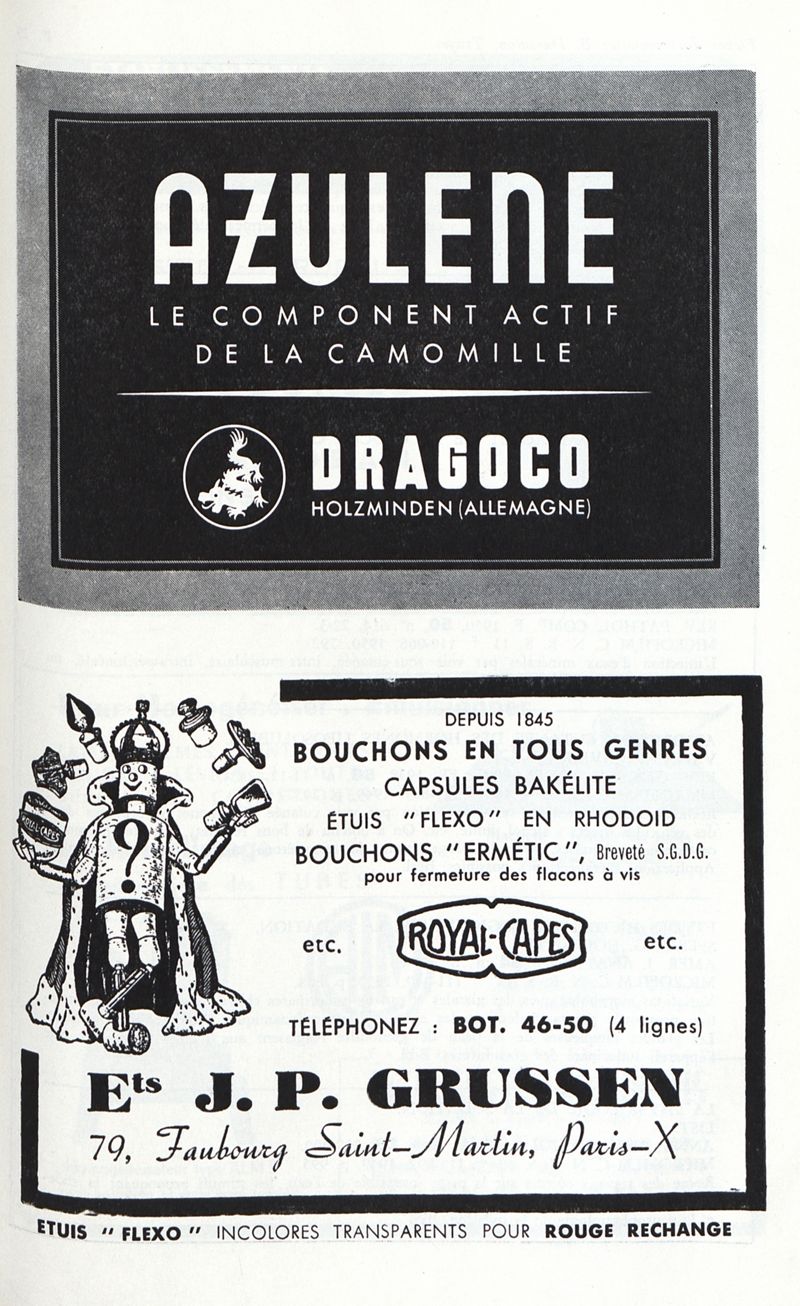 AZULENE
LE COMPONENT ACTIF
DE LA CAMOMILLE
DRAGOCO
HOLZMINDEN (ALLEMAGNE)
DEPUIS 1845
BOUCHONS EN TOUS GENRES
CAPSULES BAKÉLITE
ÉTUIS "FLEXO" EN RHODOID
BOUCHONS "ERMÉTIC", Breveté S.G.D.G.
pour fermeture des flacons à vis
ROYAL-CAPES
?
etc. ROYAL-CAPES etc.
TÉLÉPHONEZ : BOT. 46-50 (4 lignes)
Ets J. P. GRUSSEN
79, Faubourg Saint-Martin, Paris-X
ETUIS "FLEXO" INCOLORES TRANSPARENTS POUR ROUGE RECHANGE